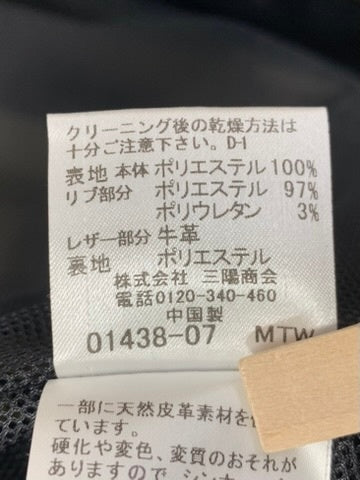 クリーニング後の乾燥方法は
十分ご注意下さい。D-I
表地 本体 ポリエステル 100%
リブ部分 ポリエステル 97%
ポリウレタン 3%
レザー部分 牛革
裏地 ポリエステル
株式会社 三陽商会
電話0120-340-460
中国製
01438-07 MTW
一部に天然皮革素材を
ています。
硬化や変色、変質のおそれが
ありますので、シンナー